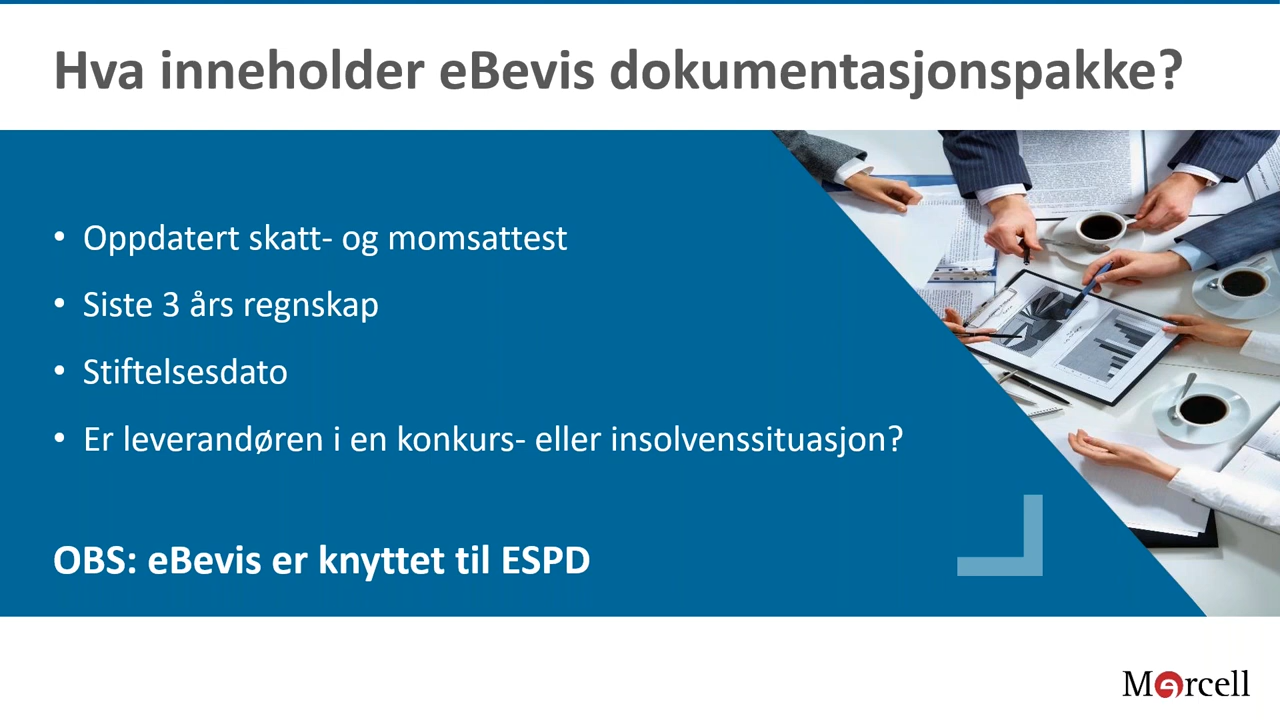 Hva inneholder eBevis dokumentasjonspakke?
• Oppdatert skatt- og momsattest
• Siste 3 års regnskap
• Stiftelsesdato
• Er leverandøren i en konkurs- eller insolvenssituasjon?
OBS: eBevis er knyttet til ESPD
Mercell